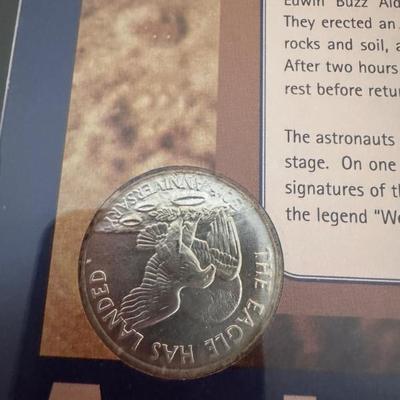 Edwin "Buzz" Ald
They erected an
rocks and soil, a
After two hours
rest before retur
The astronauts
stage. On one
signatures of th
the legend "We
THE EAGLE HAS LANDED
ANNIVERSARY